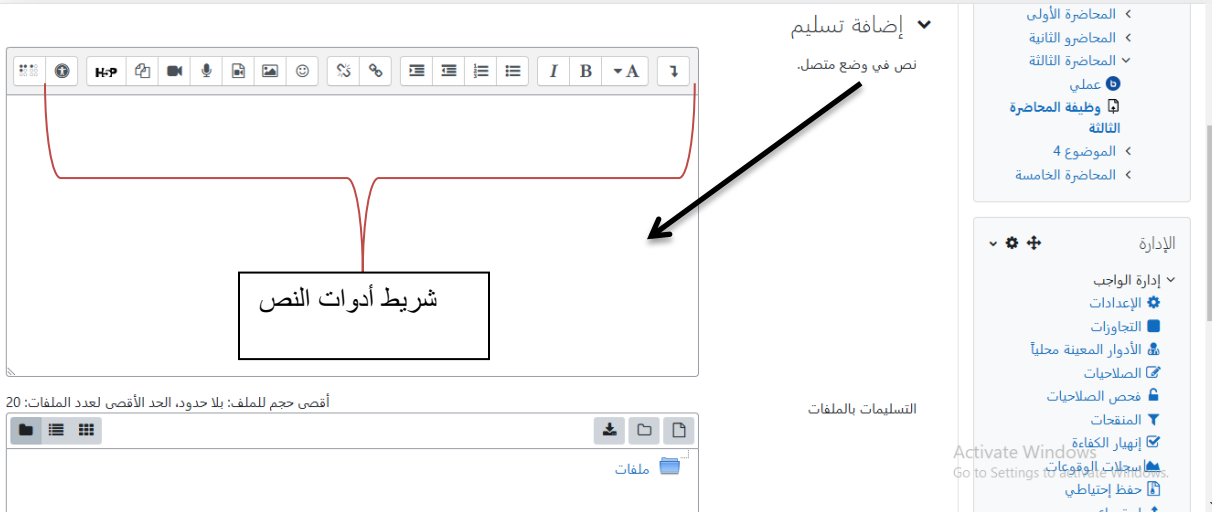 المحاضرة الأولى
المحاضرو الثانية
المحاضرة الثالثة
عملي
وظيفة المحاضرة
الثالثة
الموضوع 4
المحاضرة الخامسة
الإدارة
إدارة الواجب
الإعدادات
التجاوزات
الأدوار المعينة محلياً
الصلاحيات
فحص الصلاحيات
المنقحات
إنهيار الكفاءة
سجلات الوقوعات
حفظ إحتياطي
إضافة تسليم
نص في وضع متصل.
A B I
H5P
شريط أدوات النص
التسليمات بالملفات
أقصى حجم للملف: بلا حدود، الحد الأقصى لعدد الملفات: 20
ملفات
Activate Windows
Go to Settings to activate Windows.